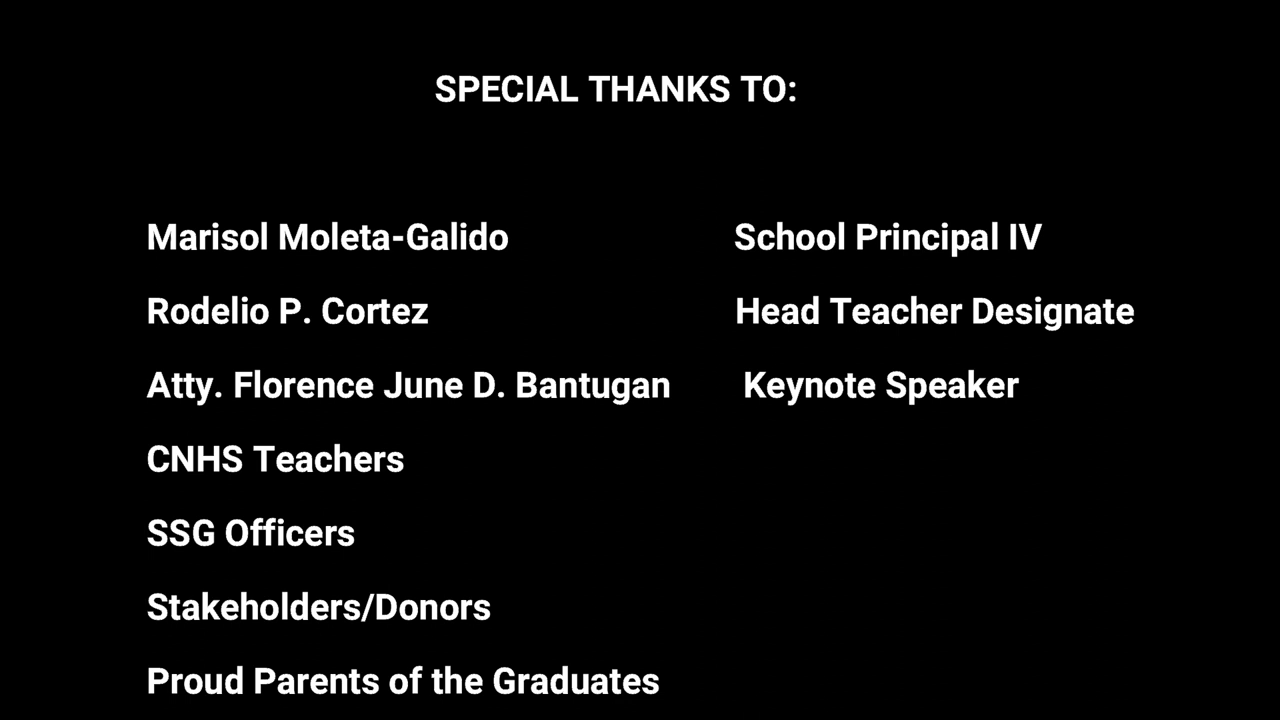 SPECIAL THANKS TO:
Marisol Moleta-Galido School Principal IV
Rodelio P. Cortez Head Teacher Designate
Atty. Florence June D. Bantugan Keynote Speaker
CNHS Teachers
SSG Officers
Stakeholders/Donors
Proud Parents of the Graduates